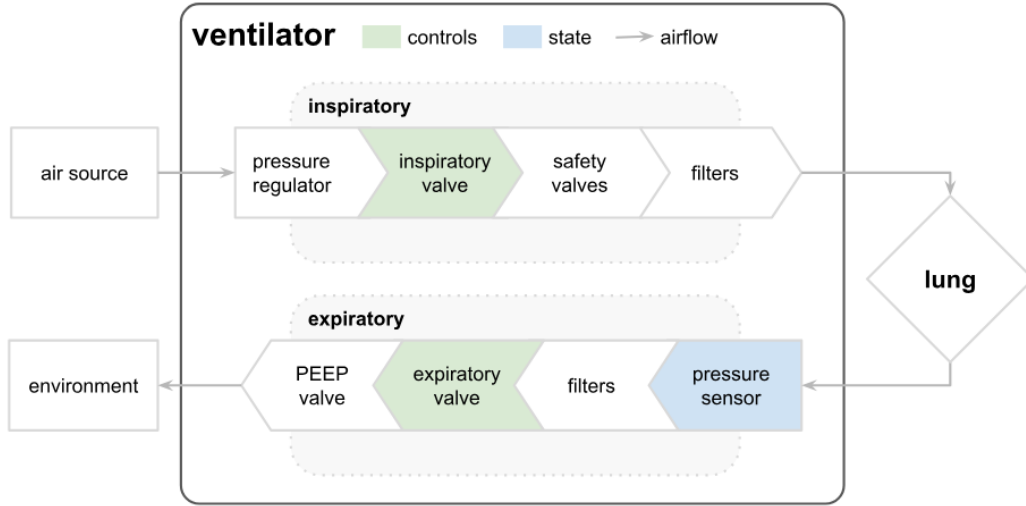 ventilator
controls
state
airflow
inspiratory
air source
pressure
regulator
inspiratory
valve
safety
valves
filters
lung
expiratory
environment
PEEP
valve
expiratory
valve
filters
pressure
sensor